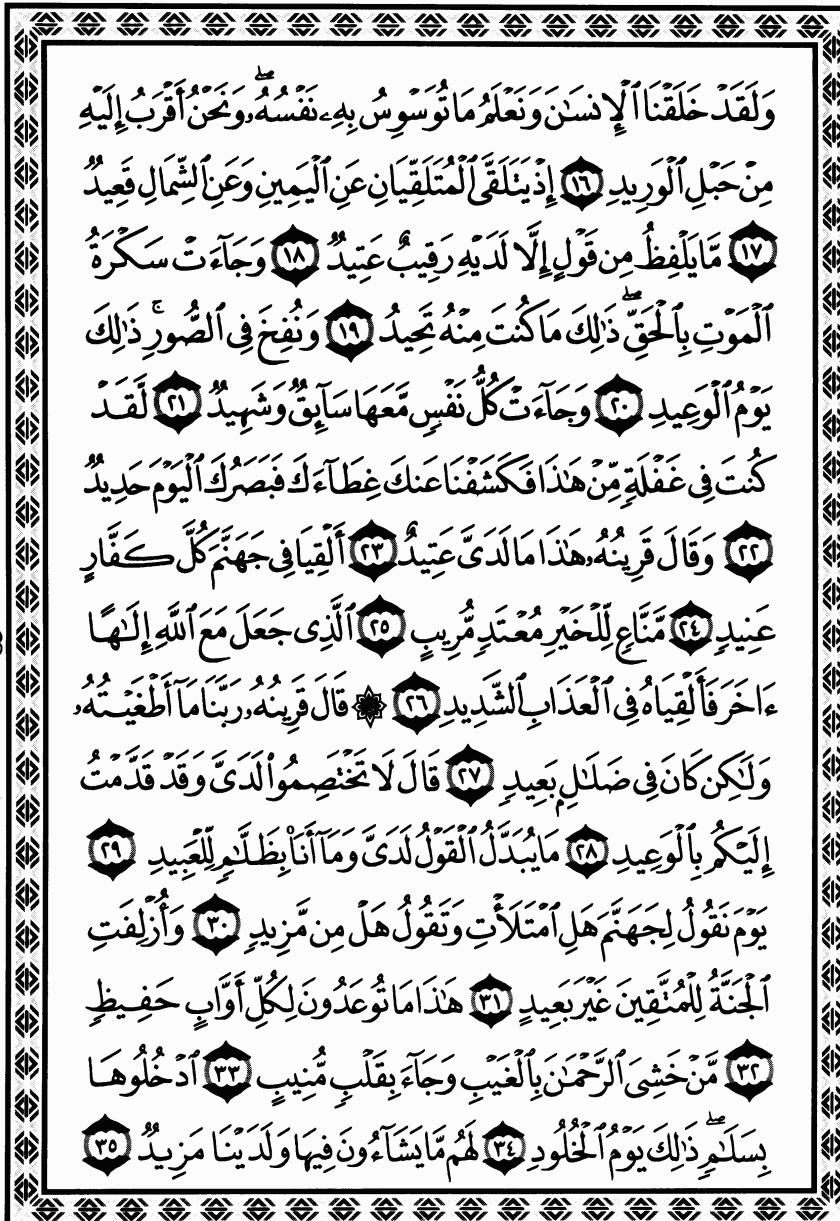 وَلَقَدْ خَلَقْنَا ٱلْإِنسَٰنَ وَنَعْلَمُ مَا تُوَسْوِسُ بِهِۦ نَفْسُهُۥۖ وَنَحْنُ أَقْرَبُ إِلَيْهِ
مِنْ حَبْلِ ٱلْوَرِيدِ ١٦ إِذْ يَتَلَقَّى ٱلْمُتَلَقِّيَانِ عَنِ ٱلْيَمِينِ وَعَنِ ٱلشِّمَالِ قَعِيدٌ
١٧ مَّا يَلْفِظُ مِن قَوْلٍ إِلَّا لَدَيْهِ رَقِيبٌ عَتِيدٌ ١٨ وَجَآءَتْ سَكْرَةُ
ٱلْمَوْتِ بِٱلْحَقِّۖ ذَٰلِكَ مَا كُنتَ مِنْهُ تَحِيدُ ١٩ وَنُفِخَ فِى ٱلصُّورِۚ ذَٰلِكَ
يَوْمُ ٱلْوَعِيدِ ٢٠ وَجَآءَتْ كُلُّ نَفْسٍ مَّعَهَا سَآئِقٌ وَشَهِيدٌ ٢١ لَّقَدْ
كُنتَ فِى غَفْلَةٍ مِّنْ هَٰذَا فَكَشَفْنَا عَنكَ غِطَآءَكَ فَبَصَرُكَ ٱلْيَوْمَ حَدِيدٌ
٢٢ وَقَالَ قَرِينُهُۥ هَٰذَا مَا لَدَىَّ عَتِيدٌ ٢٣ أَلْقِيَا فِى جَهَنَّمَ كُلَّ كَفَّارٍ
عَنِيدٍ ٢٤ مَّنَّاعٍ لِّلْخَيْرِ مُعْتَدٍ مُّرِيبٍ ٢٥ ٱلَّذِى جَعَلَ مَعَ ٱللَّهِ إِلَٰهًا
ءَاخَرَ فَأَلْقِيَاهُ فِى ٱلْعَذَابِ ٱلشَّدِيدِ ٢٦ ۞ قَالَ قَرِينُهُۥ رَبَّنَا مَآ أَطْغَيْتُهُۥ
وَلَٰكِن كَانَ فِى ضَلَٰلٍۭ بَعِيدٍ ٢٧ قَالَ لَا تَخْتَصِمُوا۟ لَدَىَّ وَقَدْ قَدَّمْتُ
إِلَيْكُم بِٱلْوَعِيدِ ٢٨ مَا يُبَدَّلُ ٱلْقَوْلُ لَدَىَّ وَمَآ أَنَا۠ بِظَلَّٰمٍ لِّلْعَبِيدِ ٢٩
يَوْمَ نَقُولُ لِجَهَنَّمَ هَلِ ٱمْتَلَأْتِ وَتَقُولُ هَلْ مِن مَّزِيدٍ ٣٠ وَأُزْلِفَتِ
ٱلْجَنَّةُ لِلْمُتَّقِينَ غَيْرَ بَعِيدٍ ٣١ هَٰذَا مَا تُوعَدُونَ لِكُلِّ أَوَّابٍ حَفِيظٍ
٣٢ مَّنْ خَشِىَ ٱلرَّحْمَٰنَ بِٱلْغَيْبِ وَجَآءَ بِقَلْبٍ مُّنِيبٍ ٣٣ ٱدْخُلُوهَا
بِسَلَٰمٍۖ ذَٰلِكَ يَوْمُ ٱلْخُلُودِ ٣٤ لَهُم مَّا يَشَآءُونَ فِيهَا وَلَدَيْنَا مَزِيدٌ ٣٥